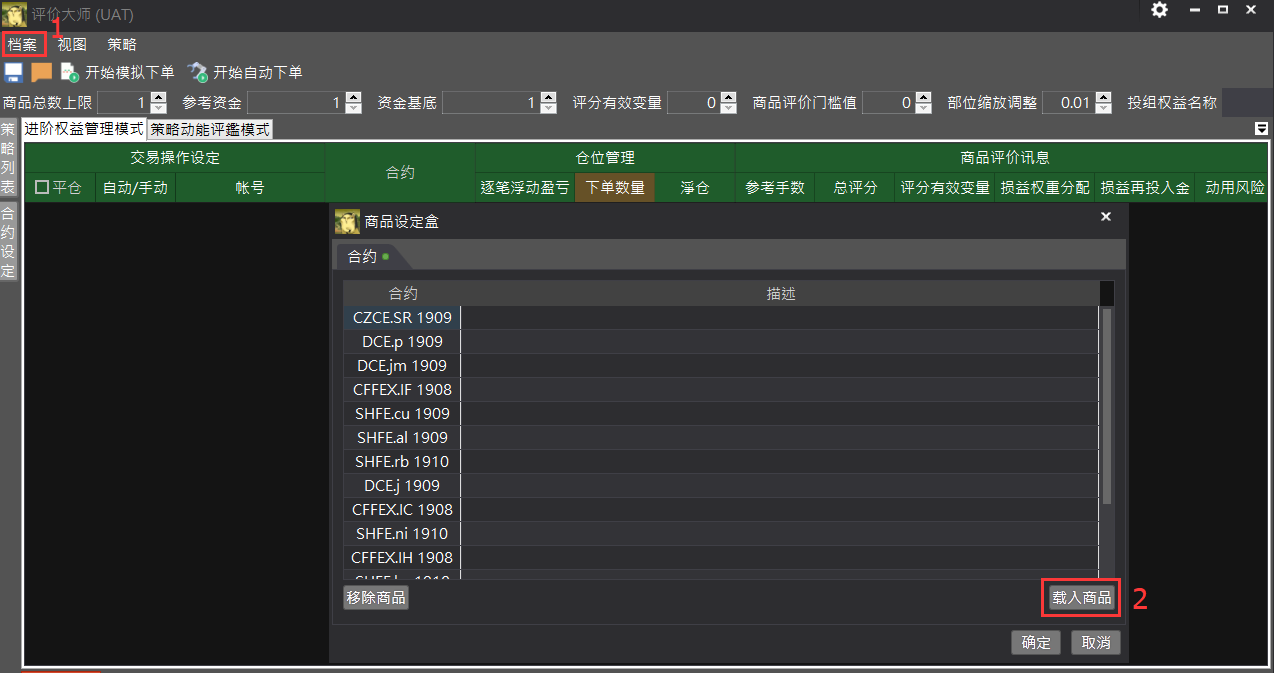 评价大师 (UAT)
1
档案 视图 策略
开始模拟下单 开始自动下单
商品总数上限 1 参考资金 1 资金基底 1 评分有效变量 0 商品评价门槛值 0 部位缩放调整 0.01 投组权益名称
策略列表
合约设定
进阶权益管理模式 策略动能评鑑模式
交易操作设定 合约 仓位管理 商品评价讯息
平仓 自动/手动 帐号 逐笔浮动盈亏 下单数量 淨仓 参考手数 总评分 评分有效变量 损益权重分配 损益再投入金 动用风险
商品设定盒
合约
合约 描述
CZCE.SR 1909
DCE.p 1909
DCE.jm 1909
CFFEX.IF 1908
SHFE.cu 1909
SHFE.al 1909
SHFE.rb 1910
DCE.j 1909
CFFEX.IC 1908
SHFE.ni 1910
CFFEX.IH 1908
移除商品 载入商品 2
确定 取消